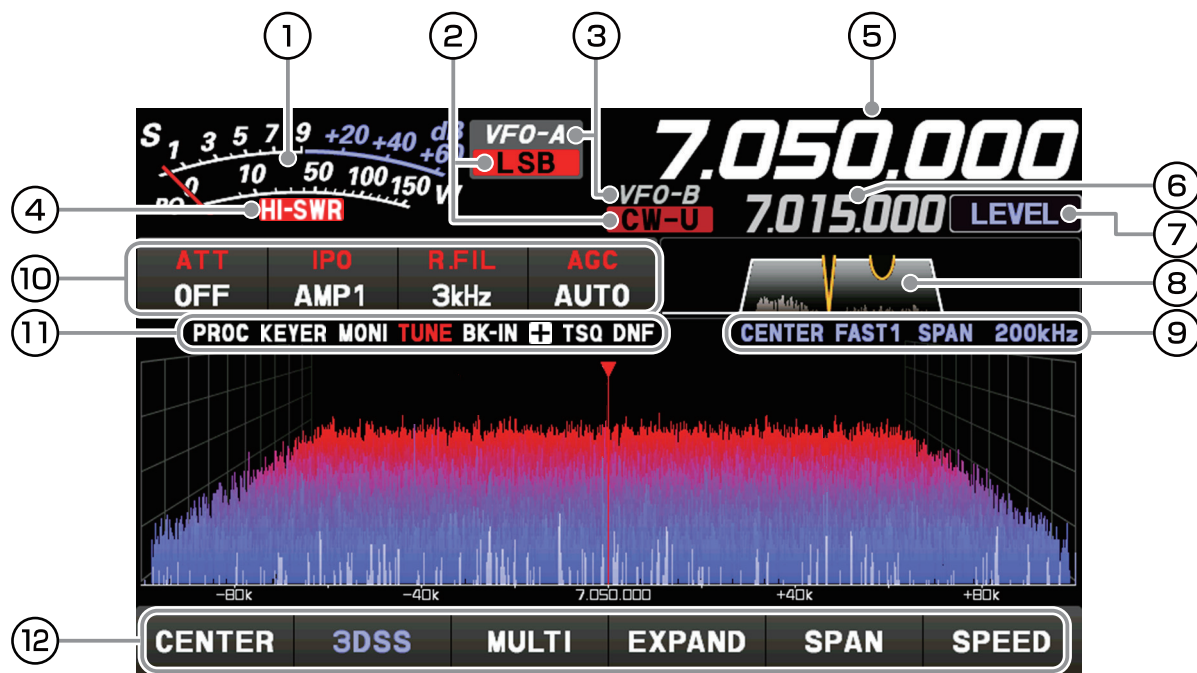 1 2 3 5
S 1 3 5 7 9 +20 +40 +60 dB
VFO-A
LSB
7.050.000
PO 0 10 50 100 150 W
4 HI-SWR
VFO-B
CW-U
7.015.000
6
LEVEL 7
10
ATT IPO R.FIL AGC
OFF AMP1 3kHz AUTO
8
11 PROC KEYER MONI TUNE BK-IN + TSQ DNF
CENTER FAST1 SPAN 200kHz 9
-80k -40k 7.050.000 +40k +80k
12 CENTER 3DSS MULTI EXPAND SPAN SPEED